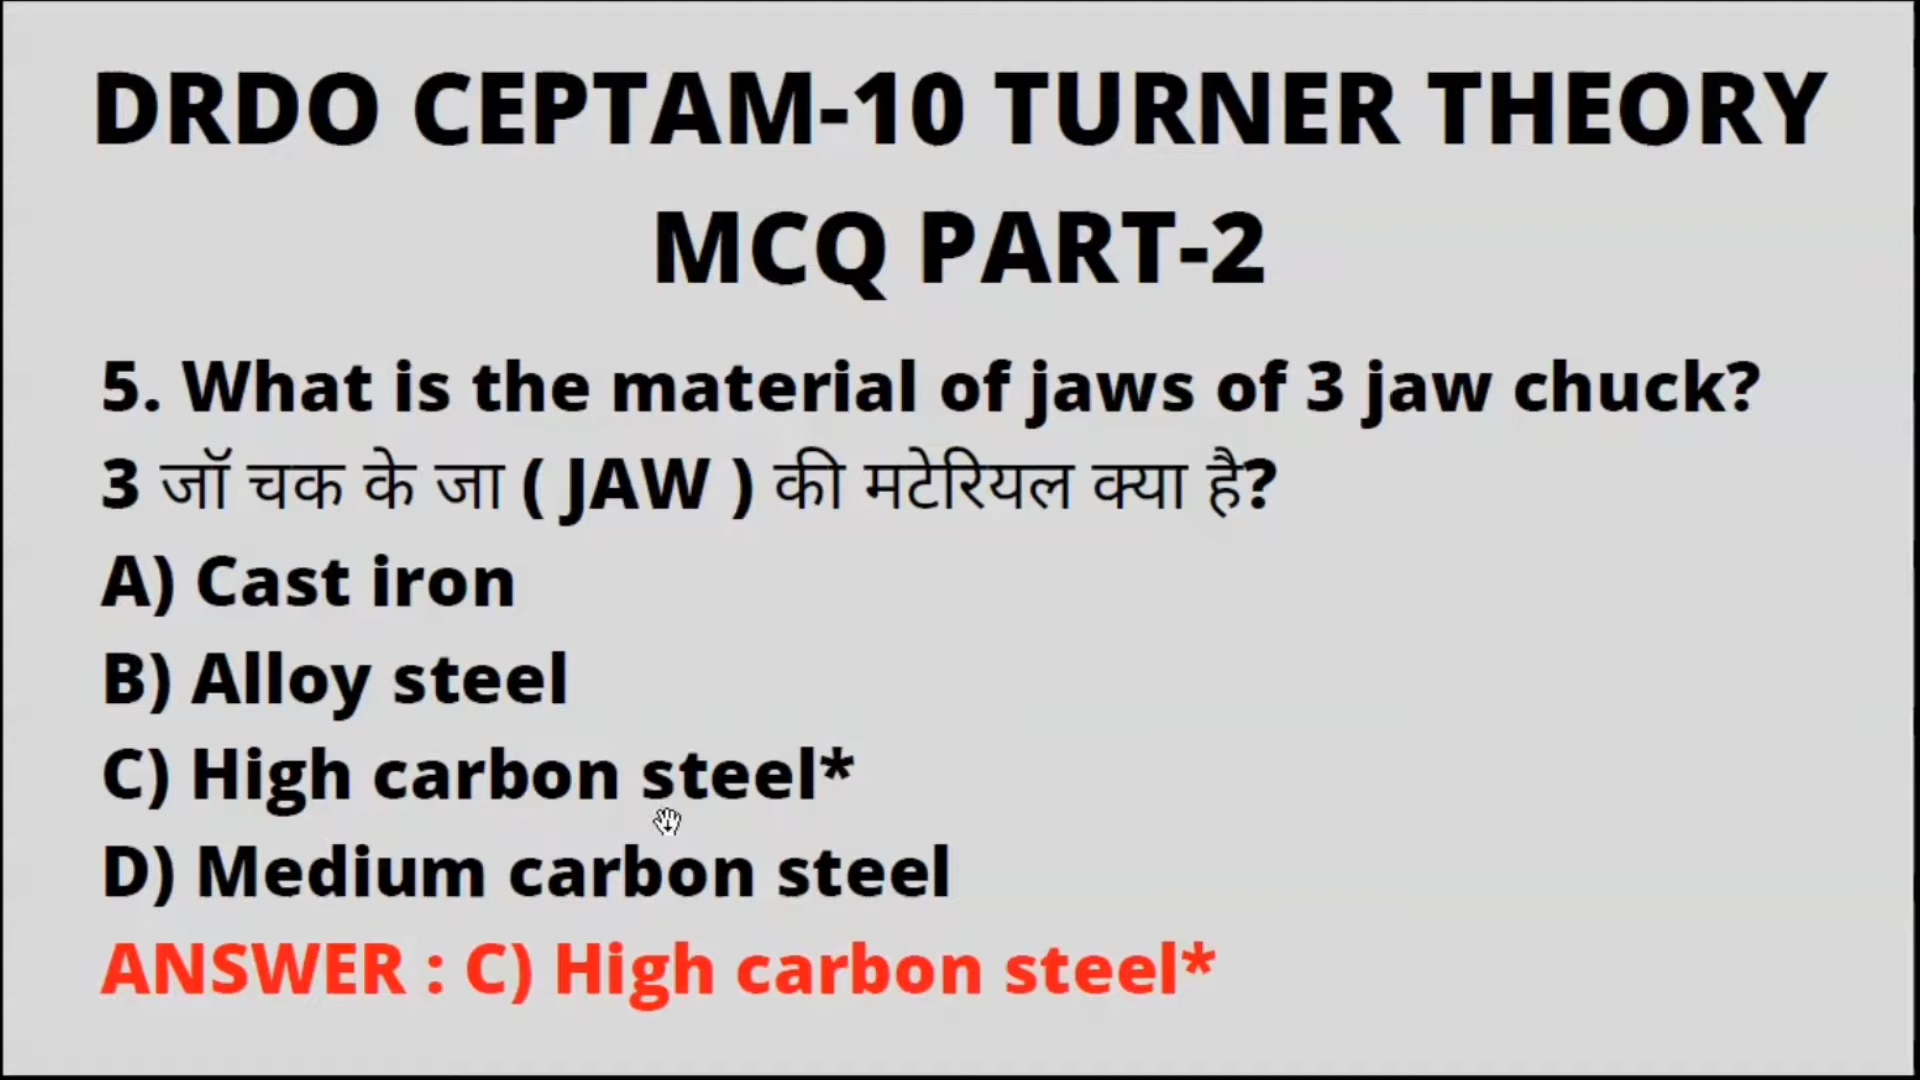 DRDO CEPTAM-10 TURNER THEORY
MCQ PART-2
5. What is the material of jaws of 3 jaw chuck?
3 जॉ चक के जा ( JAW ) की मटेरियल क्या है?
A) Cast iron
B) Alloy steel
C) High carbon steel*
D) Medium carbon steel
ANSWER : C) High carbon steel*